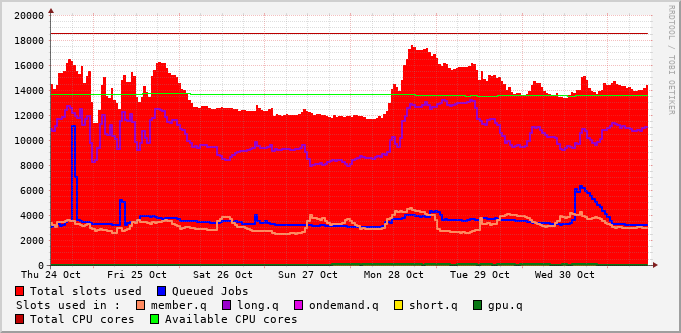 20000
18000
16000
14000
12000
10000
8000
6000
4000
2000
0
Thu 24 Oct Fri 25 Oct Sat 26 Oct Sun 27 Oct Mon 28 Oct Tue 29 Oct Wed 30 Oct
Total slots used Queued Jobs
Slots used in : member.q long.q ondemand.q short.q gpu.q
Total CPU cores Available CPU cores
RRDTOOL / TOBI OETIKER